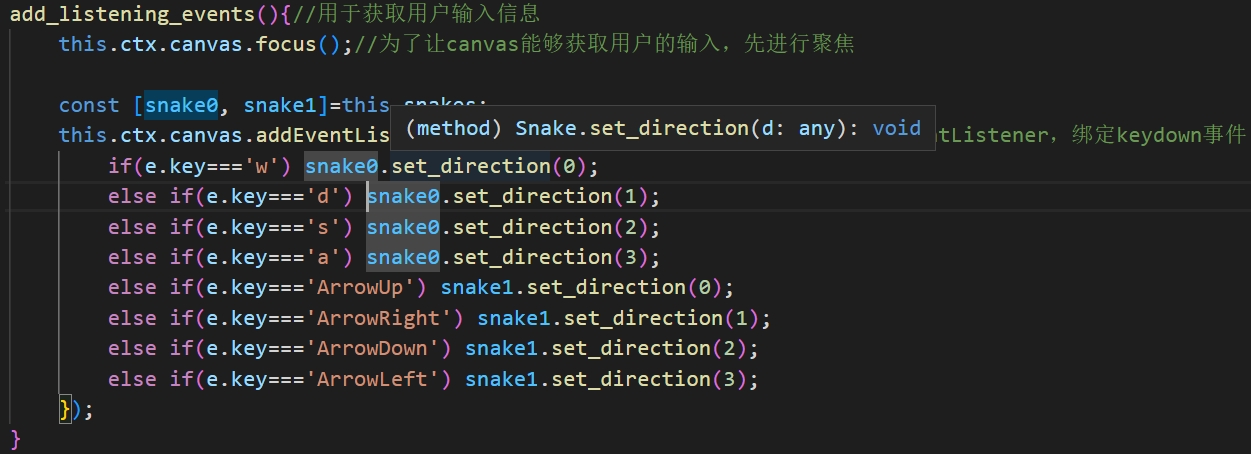 add_listening_events(){//用于获取用户输入信息
this.ctx.canvas.focus();//为了让canvas能够获取用户的输入，先进行聚焦
const [snake0, snake1]=this.snakes;
(method) Snake.set_direction(d: any): void
this.ctx.canvas.addEventLis tListener，绑定keydown事件
if(e.key==='w') snake0.set_direction(0);
else if(e.key==='d') snake0.set_direction(1);
else if(e.key==='s') snake0.set_direction(2);
else if(e.key==='a') snake0.set_direction(3);
else if(e.key==='ArrowUp') snake1.set_direction(0);
else if(e.key==='ArrowRight') snake1.set_direction(1);
else if(e.key==='ArrowDown') snake1.set_direction(2);
else if(e.key==='ArrowLeft') snake1.set_direction(3);
});
}